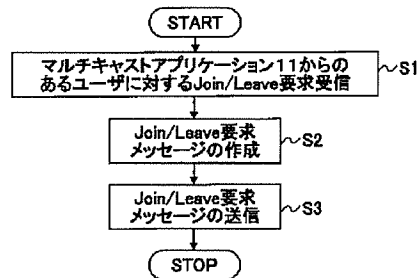 START
マルチキャストアプリケーション11からの
あるユーザに対するJoin/Leave要求受信
S1
Join/Leave要求
メッセージの作成
S2
Join/Leave要求
メッセージの送信
S3
STOP